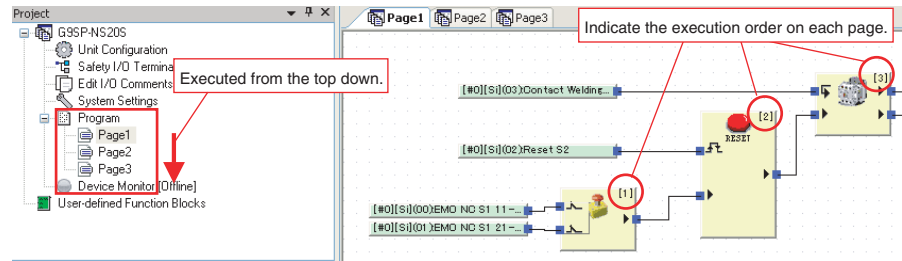 Project
G9SP-NS20S
Unit Configuration
Safety I/O Termina
Edit I/O Comments
System Settings
Program
Page1
Page2
Page3
Device Monitor [Offline]
User-defined Function Blocks
Executed from the top down.
Page1 Page2 Page3
Indicate the execution order on each page.
[#0][Si](03):Contact Welding...
[3]
[2]
RESET
[#0][Si](02):Reset S2
[1]
[#0][Si](00):EMO NC S1 11-...
[#0][Si](01):EMO NC S1 21-...